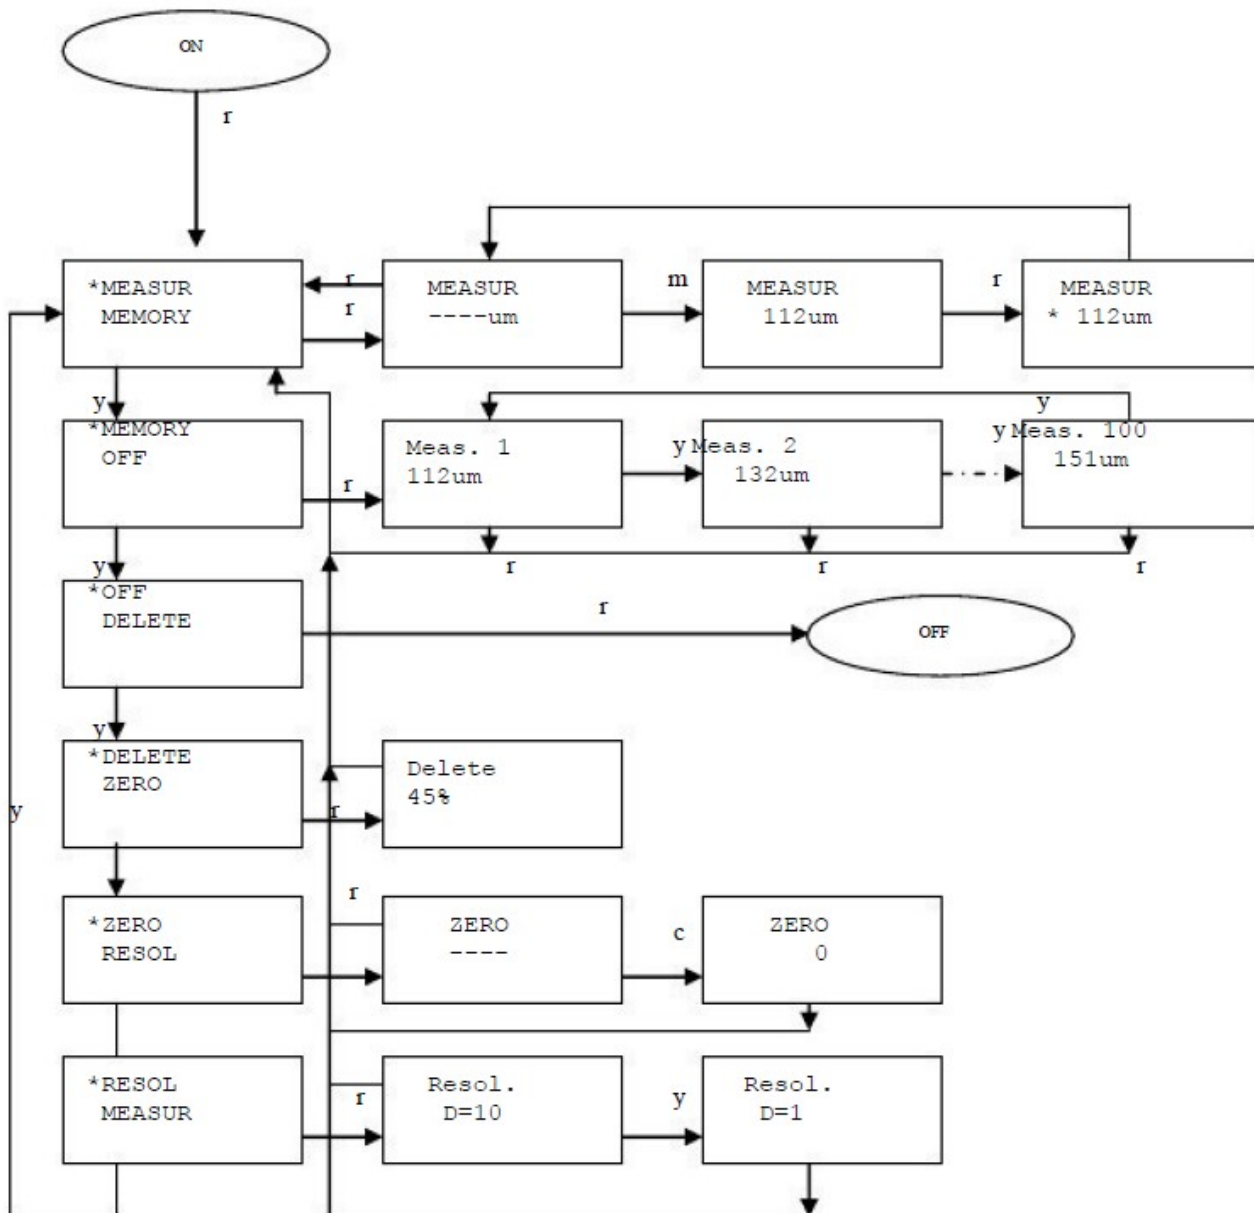 ON
r
*MEASUR
MEMORY
r
r
MEASUR
----um
m
MEASUR
112um
r
MEASUR
* 112um
y
*MEMORY
OFF
r
Meas. 1
112um
y
Meas. 2
132um
y
y
Meas. 100
151um
r
r
r
y
*OFF
DELETE
r
OFF
y
*DELETE
ZERO
r
Delete
45%
y
*ZERO
RESOL
r
ZERO
----
c
ZERO
0
*RESOL
MEASUR
r
Resol.
D=10
y
Resol.
D=1